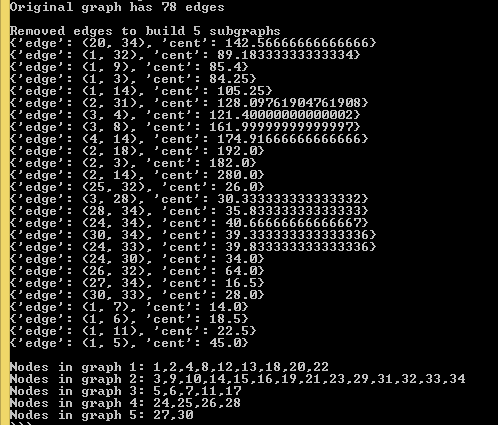 Original graph has 78 edges
Removed edges to build 5 subgraphs
{'edge': (20, 34), 'cent': 142.56666666666666}
{'edge': (1, 32), 'cent': 89.183333333333334}
{'edge': (1, 9), 'cent': 85.4}
{'edge': (1, 3), 'cent': 84.25}
{'edge': (1, 14), 'cent': 105.25}
{'edge': (2, 31), 'cent': 128.09761904761908}
{'edge': (3, 4), 'cent': 121.40000000000002}
{'edge': (3, 8), 'cent': 161.99999999999997}
{'edge': (4, 14), 'cent': 174.91666666666666}
{'edge': (2, 18), 'cent': 192.0}
{'edge': (2, 3), 'cent': 182.0}
{'edge': (2, 14), 'cent': 280.0}
{'edge': (25, 32), 'cent': 26.0}
{'edge': (3, 28), 'cent': 30.333333333333332}
{'edge': (28, 34), 'cent': 35.83333333333333}
{'edge': (24, 34), 'cent': 40.66666666666667}
{'edge': (30, 34), 'cent': 39.333333333333336}
{'edge': (24, 33), 'cent': 39.833333333333336}
{'edge': (24, 30), 'cent': 34.0}
{'edge': (26, 32), 'cent': 64.0}
{'edge': (27, 34), 'cent': 16.5}
{'edge': (30, 33), 'cent': 28.0}
{'edge': (1, 7), 'cent': 14.0}
{'edge': (1, 6), 'cent': 18.5}
{'edge': (1, 11), 'cent': 22.5}
{'edge': (1, 5), 'cent': 45.0}
Nodes in graph 1: 1,2,4,8,12,13,18,20,22
Nodes in graph 2: 3,9,10,14,15,16,19,21,23,29,31,32,33,34
Nodes in graph 3: 5,6,7,11,17
Nodes in graph 4: 24,25,26,28
Nodes in graph 5: 27,30